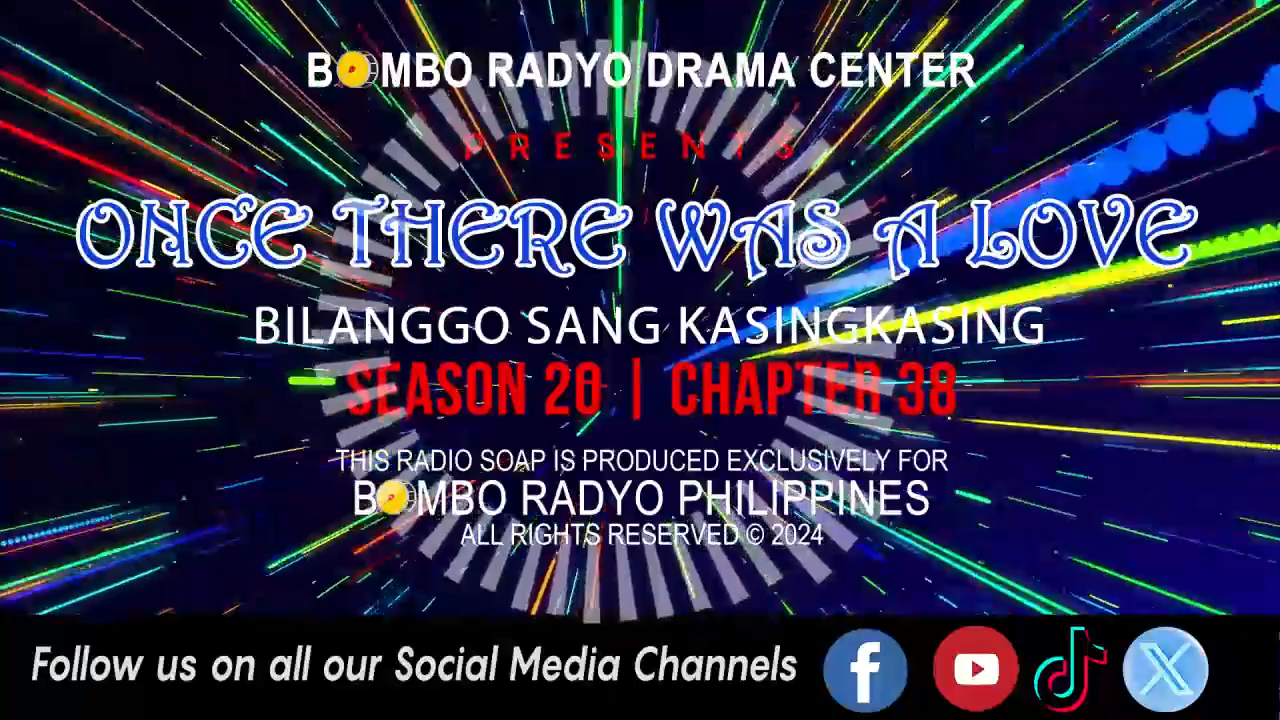 BOMBO RADYO DRAMA CENTER
PRESENTS
ONCE THERE WAS A LOVE
BILANGGO SANG KASINGKASING
SEASON 20 | CHAPTER 38
THIS RADIO SOAP IS PRODUCED EXCLUSIVELY FOR
BOMBO RADYO PHILIPPINES
ALL RIGHTS RESERVED © 2024
Follow us on all our Social Media Channels